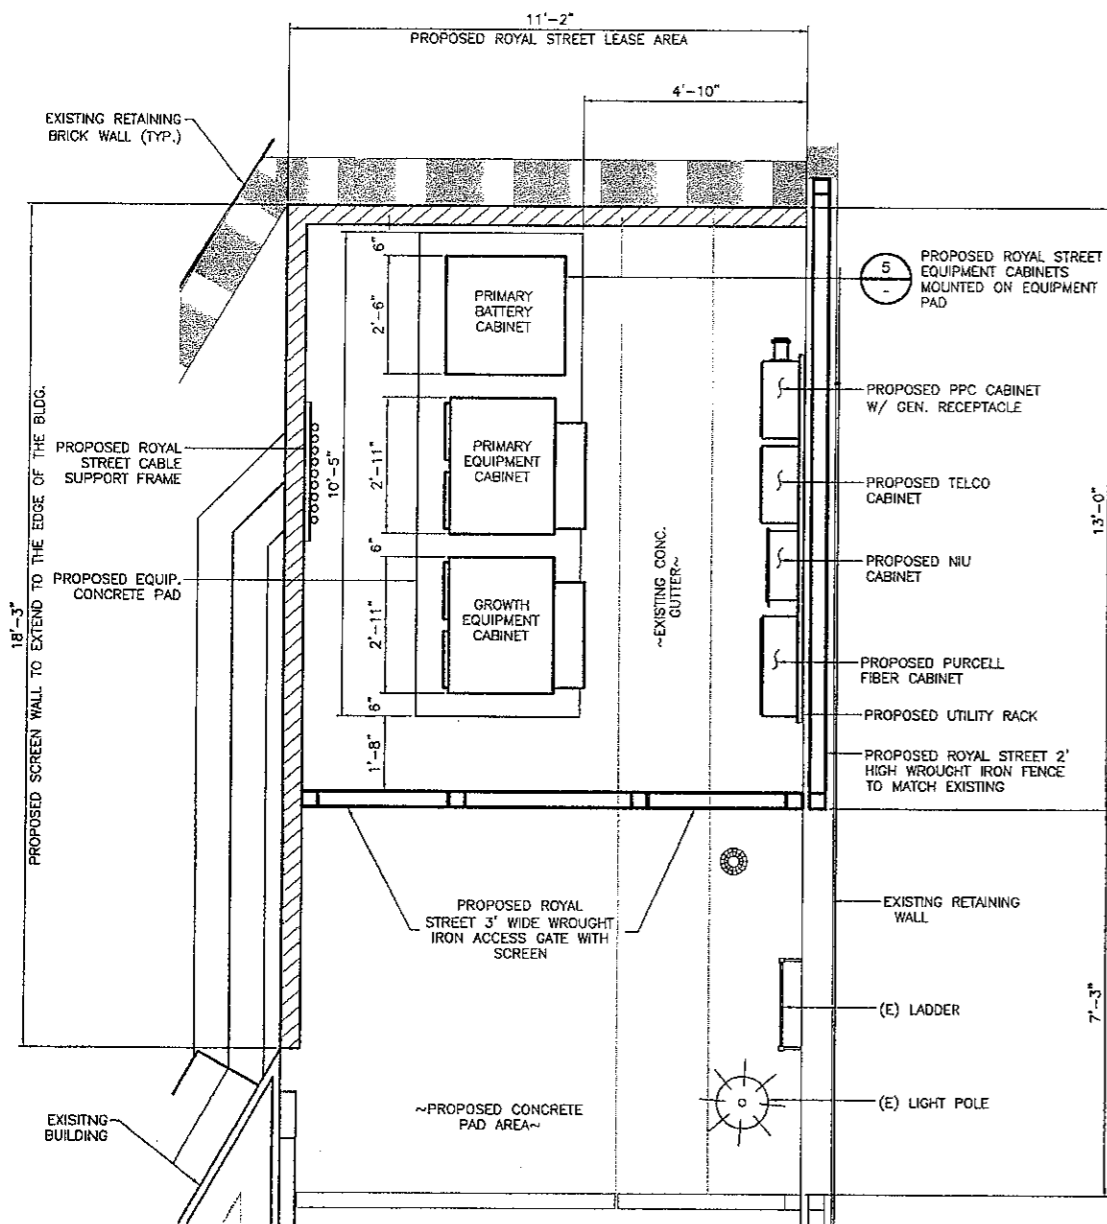 11'-2"
PROPOSED ROYAL STREET LEASE AREA
4'-10"
EXISTING RETAINING
BRICK WALL (TYP.)
5
-
PROPOSED ROYAL STREET
EQUIPMENT CABINETS
MOUNTED ON EQUIPMENT
PAD
6"
2'-6"
PRIMARY
BATTERY
CABINET
PROPOSED PPC CABINET
W/ GEN. RECEPTACLE
PROPOSED ROYAL
STREET CABLE
SUPPORT FRAME
10'-5"
2'-11"
PRIMARY
EQUIPMENT
CABINET
PROPOSED TELCO
CABINET
13'-0"
6"
PROPOSED EQUIP.
CONCRETE PAD
~EXISTING CONC.
GUTTER~
PROPOSED NIU
CABINET
2'-11"
GROWTH
EQUIPMENT
CABINET
18'-3"
PROPOSED SCREEN WALL TO EXTEND TO THE EDGE OF THE BLDG.
PROPOSED PURCELL
FIBER CABINET
6"
PROPOSED UTILITY RACK
1'-8"
PROPOSED ROYAL STREET 2'
HIGH WROUGHT IRON FENCE
TO MATCH EXISTING
PROPOSED ROYAL
STREET 3' WIDE WROUGHT
IRON ACCESS GATE WITH
SCREEN
EXISTING RETAINING
WALL
7'-3"
(E) LADDER
(E) LIGHT POLE
~PROPOSED CONCRETE
PAD AREA~
EXISITNG
BUILDING